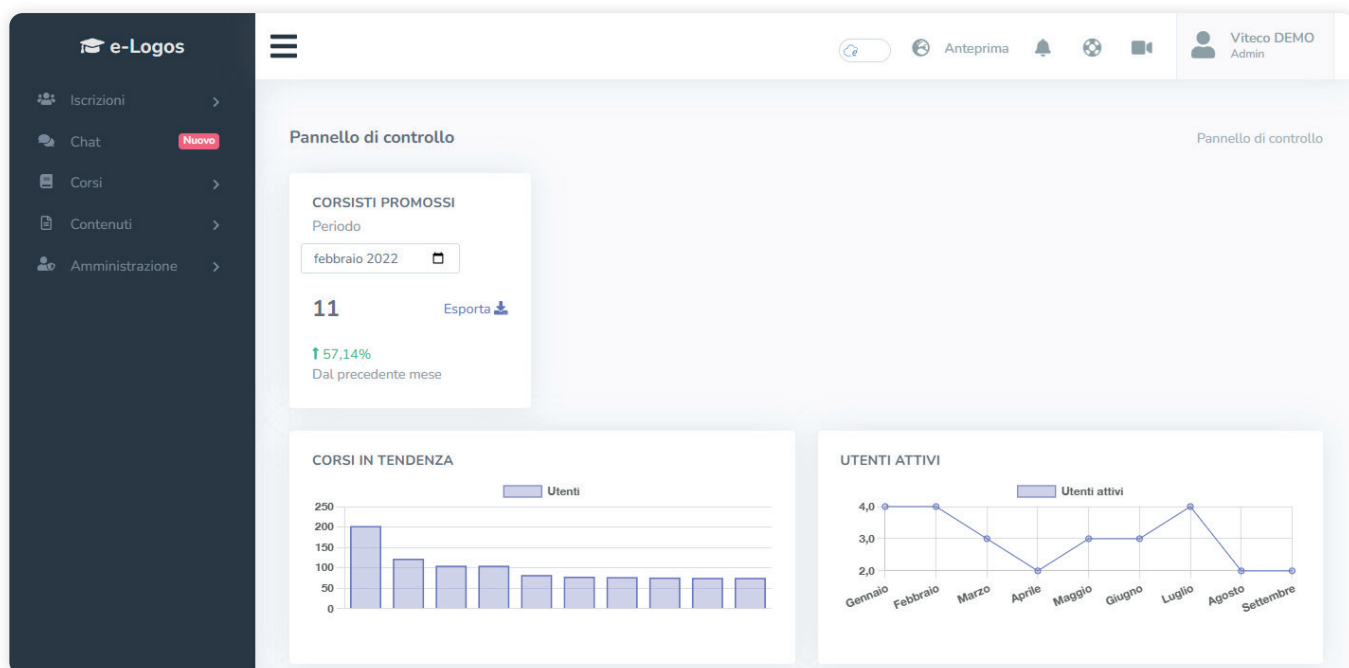 e-Logos
Anteprima
Viteco DEMO
Admin
Iscrizioni
Chat Nuovo
Corsi
Contenuti
Amministrazione
Pannello di controllo
Pannello di controllo
CORSISTI PROMOSSI
Periodo
febbraio 2022
11 Esporta
57,14%
Dal precedente mese
CORSI IN TENDENZA
Utenti
250
200
150
100
50
0
UTENTI ATTIVI
Utenti attivi
4,0
3,0
2,0
Gennaio Febbraio Marzo Aprile Maggio Giugno Luglio Agosto Settembre